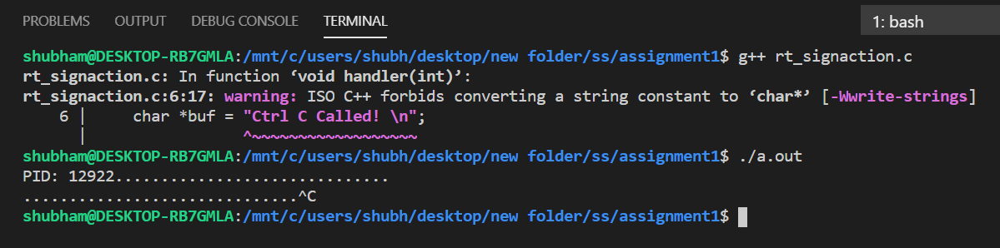 PROBLEMS OUTPUT DEBUG CONSOLE TERMINAL 1: bash
shubham@DESKTOP-RB7GMLA:/mnt/c/users/shubh/desktop/new folder/ss/assignment1$ g++ rt_signaction.c
rt_signaction.c: In function ‘void handler(int)’:
rt_signaction.c:6:17: warning: ISO C++ forbids converting a string constant to ‘char*’ [-Wwrite-strings]
    6 |     char *buf = "Ctrl C Called! \n";
      |                 ^~~~~~~~~~~~~~~~~~~
shubham@DESKTOP-RB7GMLA:/mnt/c/users/shubh/desktop/new folder/ss/assignment1$ ./a.out
PID: 12922..............................
..............................^C
shubham@DESKTOP-RB7GMLA:/mnt/c/users/shubh/desktop/new folder/ss/assignment1$